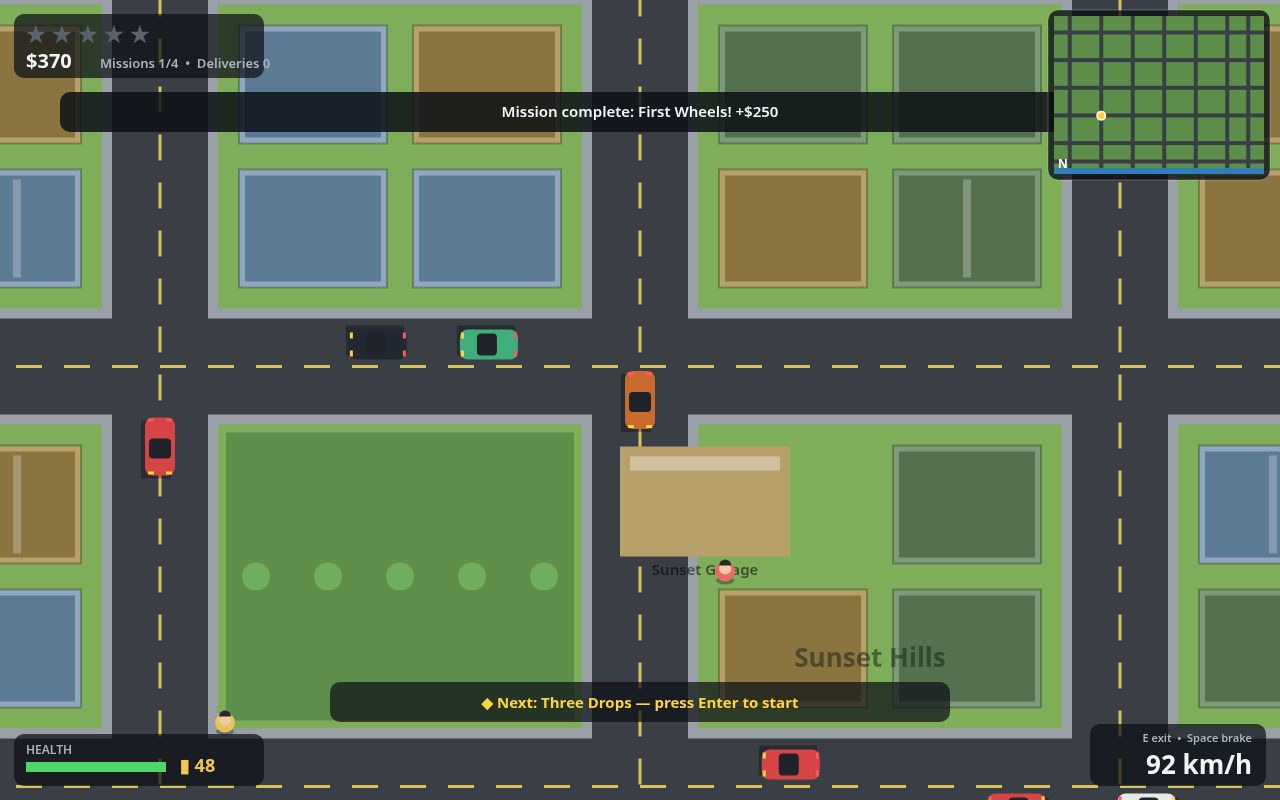 ★★★★★
$370 Missions 1/4 • Deliveries 0
Mission complete: First Wheels! +$250
N
Sunset Garage
Sunset Hills
◆ Next: Three Drops — press Enter to start
HEALTH
48
E exit • Space brake
92 km/h